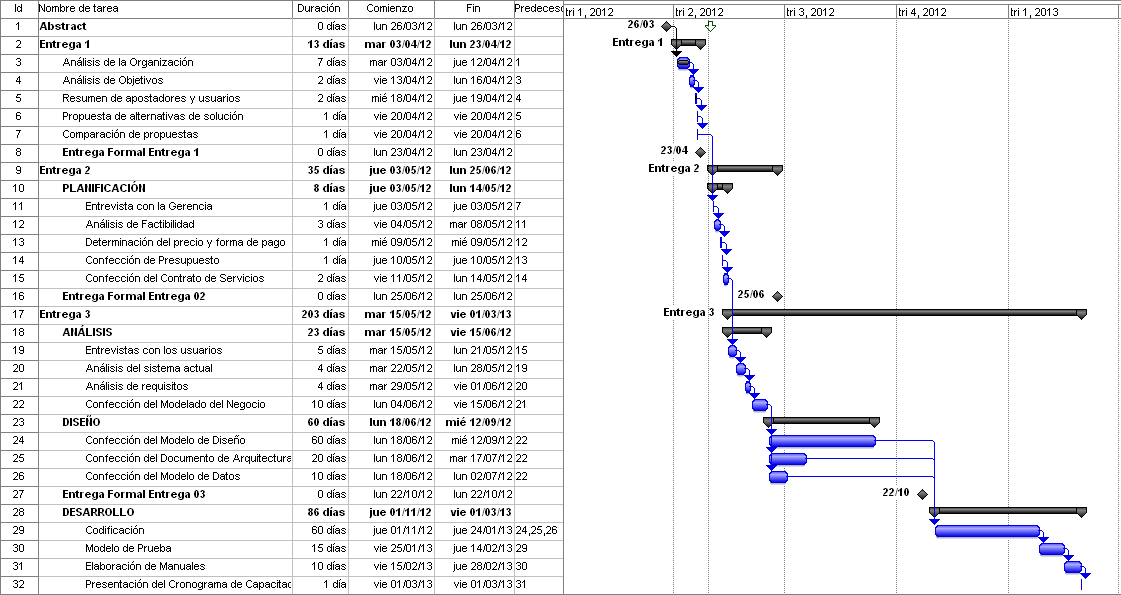 Id Nombre de tarea Duración Comienzo Fin Predeceso tri 1, 2012 tri 2, 2012 tri 3, 2012 tri 4, 2012 tri 1, 2013
1 Abstract 0 días lun 26/03/12 lun 26/03/12 26/03
2 Entrega 1 13 días mar 03/04/12 lun 23/04/12 Entrega 1
3 Análisis de la Organización 7 días mar 03/04/12 jue 12/04/12 1
4 Análisis de Objetivos 2 días vie 13/04/12 lun 16/04/12 3
5 Resumen de apostadores y usuarios 2 días mié 18/04/12 jue 19/04/12 4
6 Propuesta de alternativas de solución 1 día vie 20/04/12 vie 20/04/12 5
7 Comparación de propuestas 1 día vie 20/04/12 vie 20/04/12 6
8 Entrega Formal Entrega 1 0 días lun 23/04/12 lun 23/04/12 23/04
9 Entrega 2 35 días jue 03/05/12 lun 25/06/12 Entrega 2
10 PLANIFICACIÓN 8 días jue 03/05/12 lun 14/05/12
11 Entrevista con la Gerencia 1 día jue 03/05/12 jue 03/05/12 7
12 Análisis de Factibilidad 3 días vie 04/05/12 mar 08/05/12 11
13 Determinación del precio y forma de pago 1 día mié 09/05/12 mié 09/05/12 12
14 Confección de Presupuesto 1 día jue 10/05/12 jue 10/05/12 13
15 Confección del Contrato de Servicios 2 días vie 11/05/12 lun 14/05/12 14
16 Entrega Formal Entrega 02 0 días lun 25/06/12 lun 25/06/12 25/06
17 Entrega 3 203 días mar 15/05/12 vie 01/03/13 Entrega 3
18 ANÁLISIS 23 días mar 15/05/12 vie 15/06/12
19 Entrevistas con los usuarios 5 días mar 15/05/12 lun 21/05/12 15
20 Análisis del sistema actual 4 días mar 22/05/12 lun 28/05/12 19
21 Análisis de requisitos 4 días mar 29/05/12 vie 01/06/12 20
22 Confección del Modelado del Negocio 10 días lun 04/06/12 vie 15/06/12 21
23 DISEÑO 60 días lun 18/06/12 mié 12/09/12
24 Confección del Modelo de Diseño 60 días lun 18/06/12 mié 12/09/12 22
25 Confección del Documento de Arquitectura 20 días lun 18/06/12 mar 17/07/12 22
26 Confección de Modelo de Datos 10 días lun 18/06/12 lun 02/07/12 22
27 Entrega Formal Entrega 03 0 días lun 22/10/12 lun 22/10/12 22/10
28 DESARROLLO 86 días jue 01/11/12 vie 01/03/13
29 Codificación 60 días jue 01/11/12 jue 24/01/13 24,25,26
30 Modelo de Prueba 15 días vie 25/01/13 jue 14/02/13 29
31 Elaboración de Manuales 10 días vie 15/02/13 jue 28/02/13 30
32 Presentación del Cronograma de Capacitac 1 día vie 01/03/13 vie 01/03/13 31